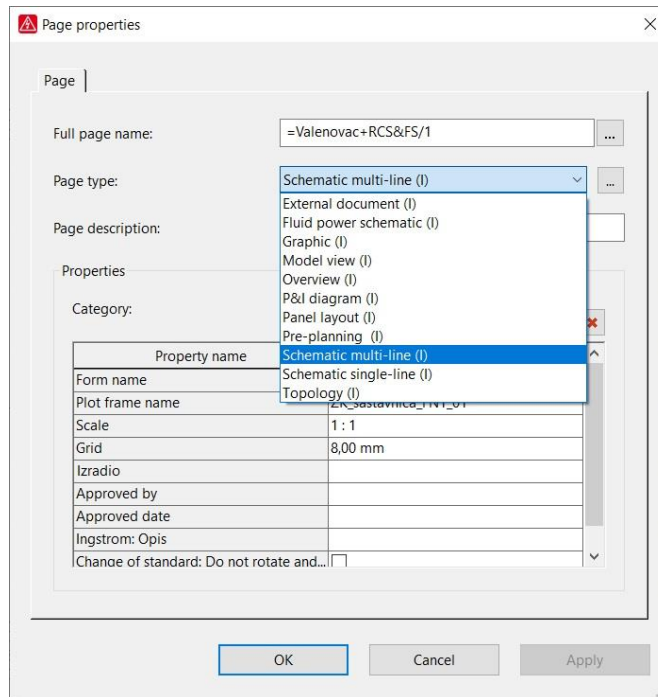 Page properties
Page
Full page name:
=Valenovac+RCS&FS/1
...
Page type:
Schematic multi-line (I)
...
External document (I)
Fluid power schematic (I)
Page description:
Graphic (I)
Model view (I)
Properties
Overview (I)
P&I diagram (I)
Category:
Panel layout (I)
Pre-planning (I)
Property name
Schematic multi-line (I)
Form name
Schematic single-line (I)
Topology (I)
Plot frame name
Scale
1 : 1
Grid
8,00 mm
Izradio
Approved by
Approved date
Ingstrom: Opis
Change of standard: Do not rotate and...
OK
Cancel
Apply